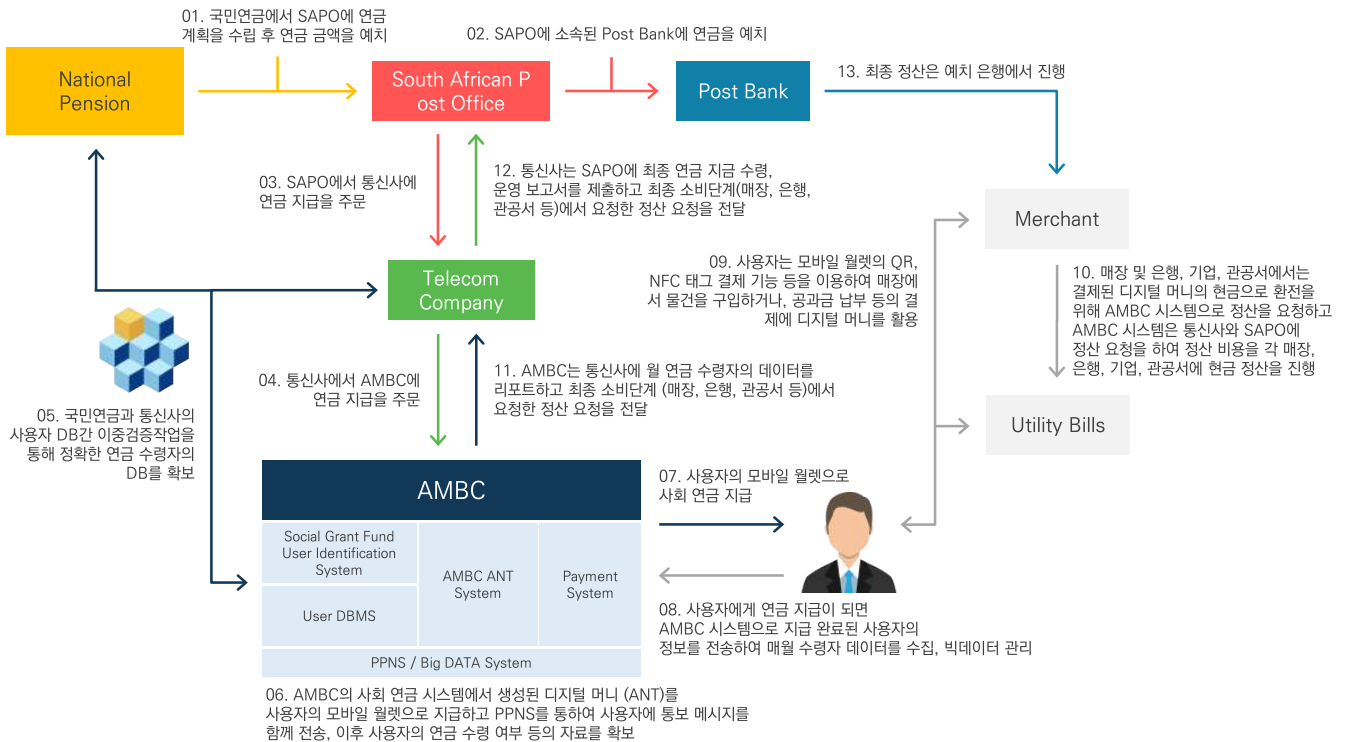 01. 국민연금에서 SAPO에 연금
계획을 수립 후 연금 금액을 예치
02. SAPO에 소속된 Post Bank에 연금을 예치
13. 최종 정산은 예치 은행에서 진행
National
Pension
South African P
ost Office
Post Bank
03. SAPO에서 통신사에
연금 지급을 주문
12. 통신사는 SAPO에 최종 연금 지금 수령,
운영 보고서를 제출하고 최종 소비단계(매장, 은행,
관공서 등)에서 요청한 정산 요청을 전달
Merchant
Telecom
Company
09. 사용자는 모바일 월렛의 QR,
NFC 태그 결제 기능 등을 이용하여 매장에
서 물건을 구입하거나, 공과금 납부 등의 결
제에 디지털 머니를 활용
10. 매장 및 은행, 기업, 관공서에서는
결제된 디지털 머니의 현금으로 환전을
위해 AMBC 시스템으로 정산을 요청하고
AMBC 시스템은 통신사와 SAPO에
정산 요청을 하여 정산 비용을 각 매장,
은행, 기업, 관공서에 현금 정산을 진행
04. 통신사에서 AMBC에
연금 지급을 주문
11. AMBC는 통신사에 월 연금 수령자의 데이터를
리포트하고 최종 소비단계 (매장, 은행, 관공서 등)에서
요청한 정산 요청을 전달
05. 국민연금과 통신사의
사용자 DB간 이중검증작업을
통해 정확한 연금 수령자의
DB를 확보
Utility Bills
AMBC
Social Grant Fund
User Identification
System
User DBMS
AMBC ANT
System
Payment
System
PPNS / Big DATA System
07. 사용자의 모바일 월렛으로
사회 연금 지급
08. 사용자에게 연금 지급이 되면
AMBC 시스템으로 지급 완료된 사용자의
정보를 전송하여 매월 수령자 데이터를 수집, 빅데이터 관리
06. AMBC의 사회 연금 시스템에서 생성된 디지털 머니 (ANT)를
사용자의 모바일 월렛으로 지급하고 PPNS를 통하여 사용자에 통보 메시지를
함께 전송, 이후 사용자의 연금 수령 여부 등의 자료를 확보